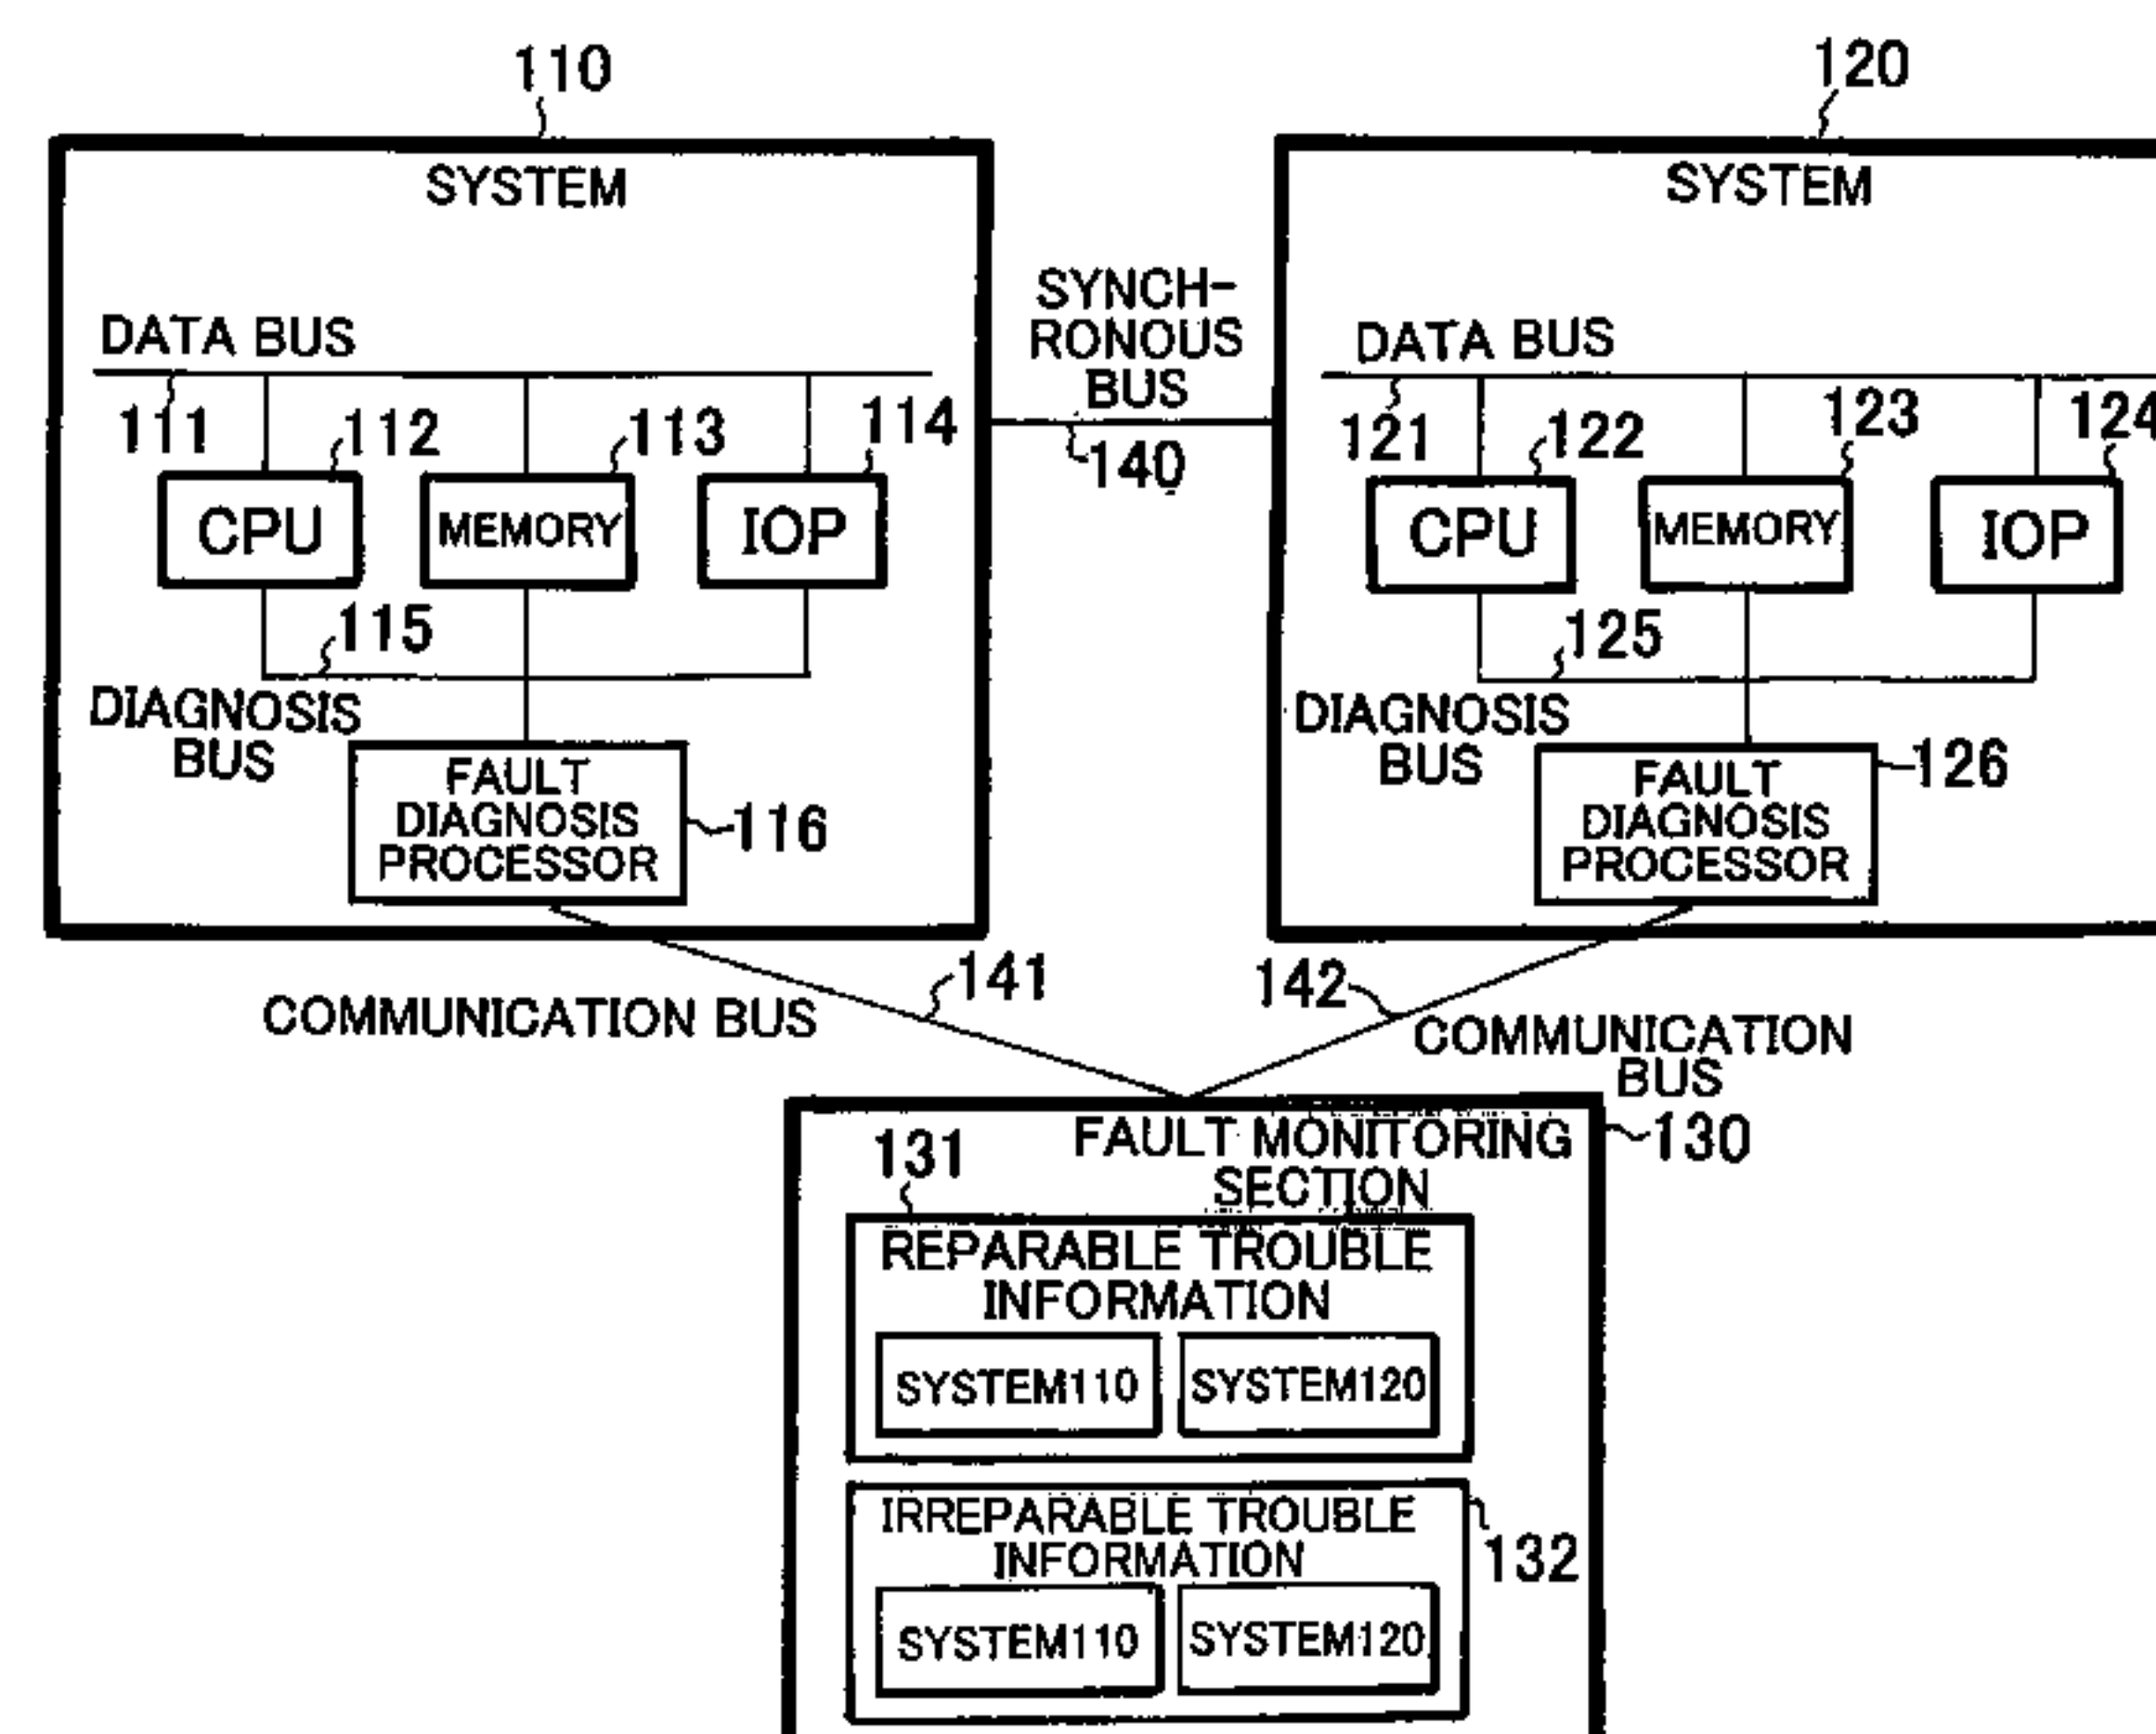 110
120
SYSTEM
SYSTEM
SYNCH-
RONOUS
BUS
140
DATA BUS
111
112
113
114
CPU
MEMORY
IOP
115
DIAGNOSIS
BUS
FAULT
DIAGNOSIS
PROCESSOR
116
DATA BUS
121
122
123
124
CPU
MEMORY
IOP
125
DIAGNOSIS
BUS
FAULT
DIAGNOSIS
PROCESSOR
126
141
COMMUNICATION BUS
142
COMMUNICATION
BUS
131
FAULT MONITORING
SECTION
130
REPARABLE TROUBLE
INFORMATION
SYSTEM110
SYSTEM120
IRREPARABLE TROUBLE
INFORMATION
132
SYSTEM110
SYSTEM120